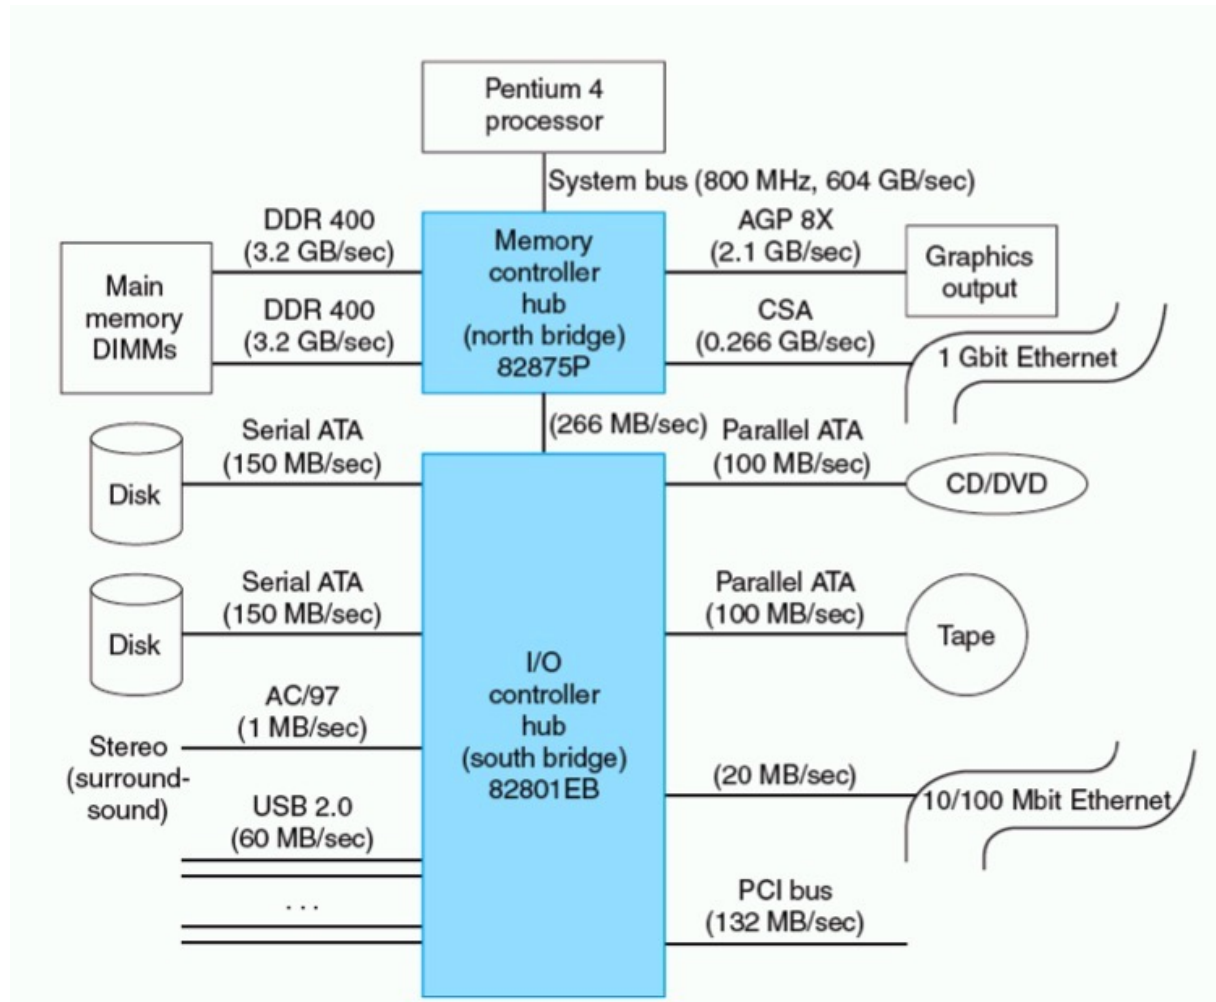 Pentium 4
processor
System bus (800 MHz, 604 GB/sec)
DDR 400
(3.2 GB/sec)
Main
memory
DIMMs
DDR 400
(3.2 GB/sec)
Memory
controller
hub
(north bridge)
82875P
AGP 8X
(2.1 GB/sec)
Graphics
output
CSA
(0.266 GB/sec)
1 Gbit Ethernet
(266 MB/sec)
Serial ATA
(150 MB/sec)
Disk
Parallel ATA
(100 MB/sec)
CD/DVD
Serial ATA
(150 MB/sec)
Disk
Parallel ATA
(100 MB/sec)
Tape
I/O
controller
hub
(south bridge)
82801EB
AC/97
(1 MB/sec)
Stereo
(surround-
sound)
USB 2.0
(60 MB/sec)
. . .
(20 MB/sec)
10/100 Mbit Ethernet
PCI bus
(132 MB/sec)